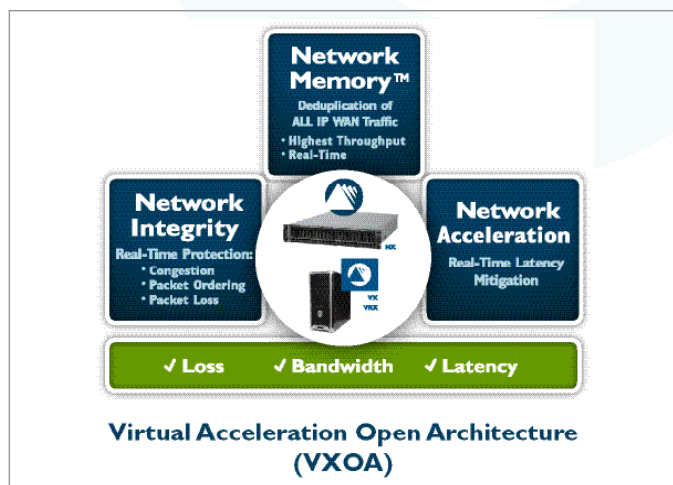 Network
Memory™
Deduplication of
ALL IP WAN Traffic
• Highest Throughput
• Real-Time
Network
Integrity
Real-Time Protection:
• Congestion
• Packet Ordering
• Packet Loss
NX
VX
VRX
Network
Acceleration
Real-Time Latency
Mitigation
✓ Loss ✓ Bandwidth ✓ Latency
Virtual Acceleration Open Architecture
(VXOA)